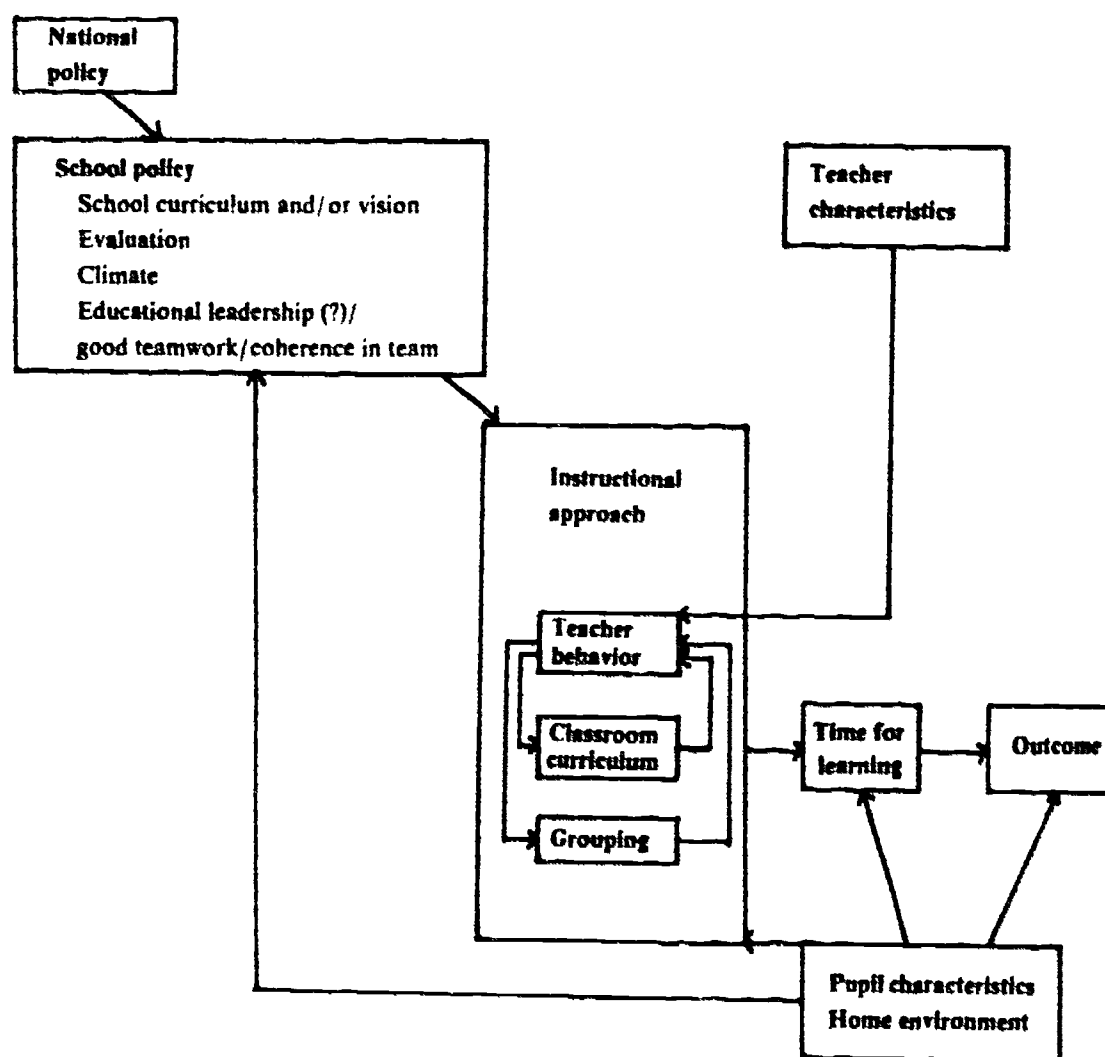 National
policy
School policy
School curriculum and/or vision
Evaluation
Climate
Educational leadership (?)/
good teamwork/coherence in team
Teacher
characteristics
Instructional
approach
Teacher
behavior
Classroom
curriculum
Grouping
Time for
learning
Outcome
Pupil characteristics
Home environment